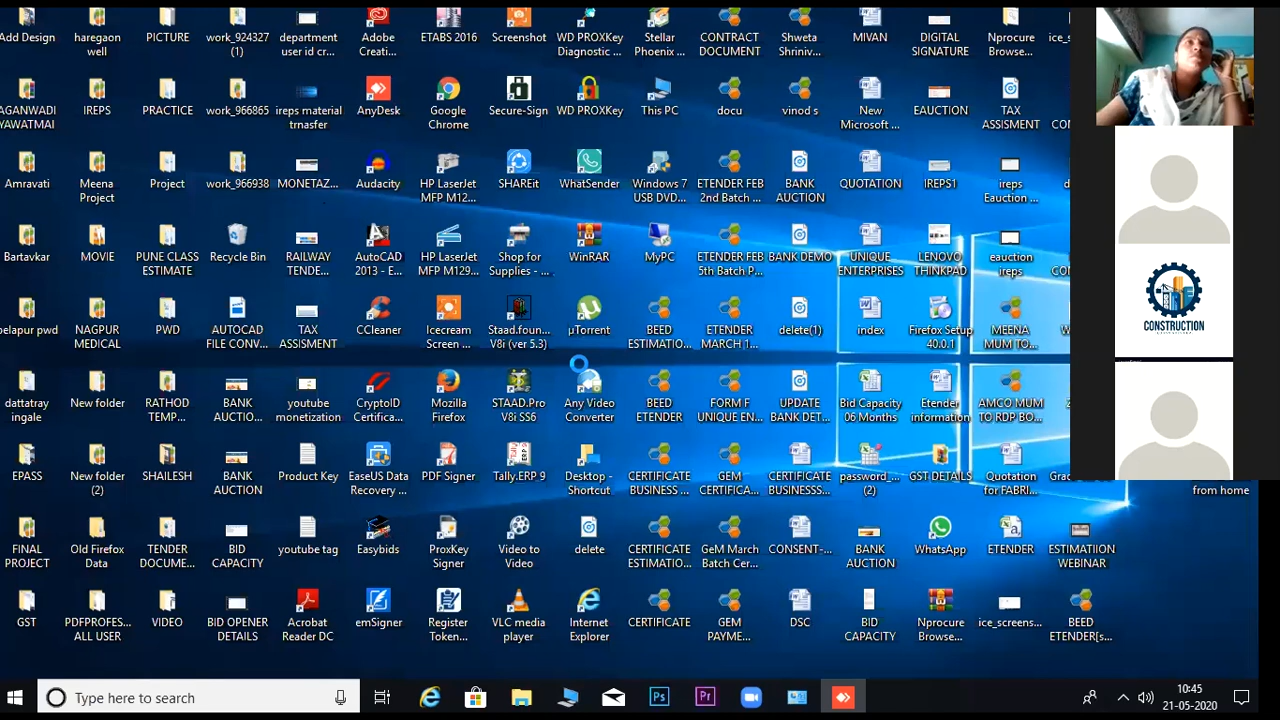 Add Design
haregaon
well
PICTURE
work_924327
(1)
department
user id cr...
Adobe
Creati...
ETABS 2016
Screenshot
WD PROXKey
Diagnostic ...
Stellar
Phoenix ...
CONTRACT
DOCUMENT
Shweta
Shriniv...
MIVAN
DIGITAL
SIGNATURE
Nprocure
Browse...
ice_s
AGANWADI
YAWATMAI
IREPS
PRACTICE
work_966865
ireps material
trnasfer
AnyDesk
Google
Chrome
Secure-Sign
WD PROXKey
This PC
docu
vinod s
New
Microsoft ...
EAUCTION
TAX
ASSISMENT
Amravati
Meena
Project
Project
work_966938
MONETAZ...
Audacity
HP LaserJet
MFP M12...
SHAREit
WhatSender
Windows 7
USB DVD...
ETENDER FEB
2nd Batch ...
BANK
AUCTION
QUOTATION
IREPS1
ireps
Eauction ...
Bartavkar
MOVIE
PUNE CLASS
ESTIMATE
Recycle Bin
RAILWAY
TENDE...
AutoCAD
2013 - E...
HP LaserJet
MFP M129...
Shop for
Supplies - ...
WinRAR
MyPC
ETENDER FEB
5th Batch P...
BANK DEMO
UNIQUE
ENTERPRISES
LENOVO
THINKPAD
eauction
ireps
belapur pwd
NAGPUR
MEDICAL
PWD
AUTOCAD
FILE CONV...
TAX
ASSISMENT
CCleaner
Icecream
Screen ...
Staad.foun...
V8i (ver 5.3)
µTorrent
BEED
ESTIMATIO...
ETENDER
MARCH 1...
delete(1)
index
Firefox Setup
40.0.1
MEENA
MUM TO...
CONSTRUCTION
dattatray
ingale
New folder
RATHOD
TEMP...
BANK
AUCTIO...
youtube
monetization
CryptoID
Certifica...
Mozilla
Firefox
STAAD.Pro
V8i SS6
Any Video
Converter
BEED
ETENDER
FORM F
UNIQUE EN...
UPDATE
BANK DET...
Bid Capacity
06 Months
Etender
information
AMCO MUM
TO RDP BO...
EPASS
New folder
(2)
SHAILESH
BANK
AUCTION
Product Key
EaseUS Data
Recovery ...
PDF Signer
Tally.ERP 9
Desktop -
Shortcut
CERTIFICATE
BUSINESS ...
GEM
CERTIFICA...
CERTIFICATE
BUSINESSS...
password_...
(2)
GST DETAILS
Quotation
for FABRI...
from home
FINAL
PROJECT
Old Firefox
Data
TENDER
DOCUME...
BID
CAPACITY
youtube tag
Easybids
ProxKey
Signer
Video to
Video
delete
CERTIFICATE
ESTIMATIO...
GeM March
Batch Cer...
CONSENT-...
BANK
AUCTION
WhatsApp
ETENDER
ESTIMATIION
WEBINAR
GST
PDFPROFES...
ALL USER
VIDEO
BID OPENER
DETAILS
Acrobat
Reader DC
emSigner
Register
Token...
VLC media
player
Internet
Explorer
CERTIFICATE
GEM
PAYME...
DSC
BID
CAPACITY
Nprocure
Browse...
ice_screens...
BEED
ETENDER[s...
Type here to search
Ps
Pr
10:45
21-05-2020